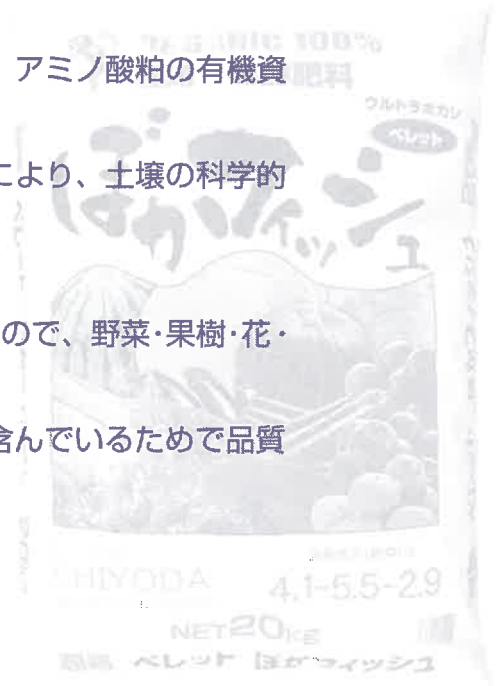 アミノ酸粕の有機資
により、土壌の科学的
ので、野菜・果樹・花・
含んでいるためで品質
100%
肥料
ウルトラボカシ
ペレット
ぼかフィッシュ
HIYODA
4.1-5.5-2.9
NET20KG
ペレット ぼかフィッシュ